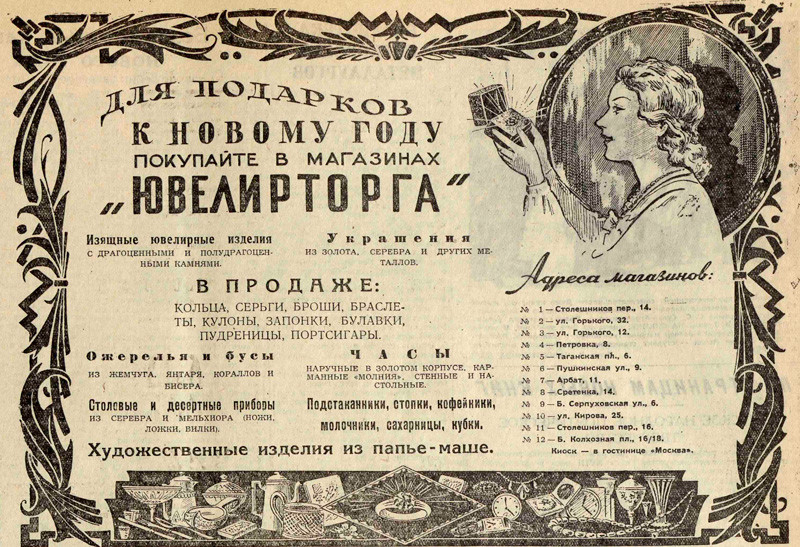 ДЛЯ ПОДАРКОВ
К НОВОМУ ГОДУ
ПОКУПАЙТЕ В МАГАЗИНАХ
„ЮВЕЛИРТОРГА“
Изящные ювелирные изделия
С ДРАГОЦЕННЫМИ И ПОЛУДРАГОЦЕН-
НЫМИ КАМНЯМИ.
Украшения
ИЗ ЗОЛОТА, СЕРЕБРА И ДРУГИХ МЕ-
ТАЛЛОВ.
В ПРОДАЖЕ:
КОЛЬЦА, СЕРЬГИ, БРОШИ, БРАСЛЕ-
ТЫ, КУЛОНЫ, ЗАПОНКИ, БУЛАВКИ,
ПУДРЕНИЦЫ, ПОРТСИГАРЫ.
Ожерелья и бусы
ИЗ ЖЕМЧУГА, ЯНТАРЯ, КОРАЛЛОВ И
БИСЕРА.
ЧАСЫ
НАРУЧНЫЕ В ЗОЛОТОМ КОРПУСЕ, КАР-
МАННЫЕ «МОЛНИЯ», СТЕННЫЕ И НА-
СТОЛЬНЫЕ.
Столовые и десертные приборы
ИЗ СЕРЕБРА И МЕЛЬХИОРА (НОЖИ,
ЛОЖКИ, ВИЛКИ).
Подстаканники, стопки, кофейники,
молочники, сахарницы, кубки.
Художественные изделия из папье-маше.
Адреса магазинов:
№ 1 – Столешников пер., 14.
№ 2 – ул. Горького, 32.
№ 3 – ул. Горького, 12.
№ 4 – Петровка, 8.
№ 5 – Таганская пл., 6.
№ 6 – Пушкинская ул., 9.
№ 7 – Арбат, 11.
№ 8 – Сретенка, 14.
№ 9 – Б. Серпуховская ул., 6.
№ 10 – ул. Кирова, 25.
№ 11 – Столешников пер., 16.
№ 12 – Б. Колхозная пл., 16/18.
Киоск – в гостинице «Москва».